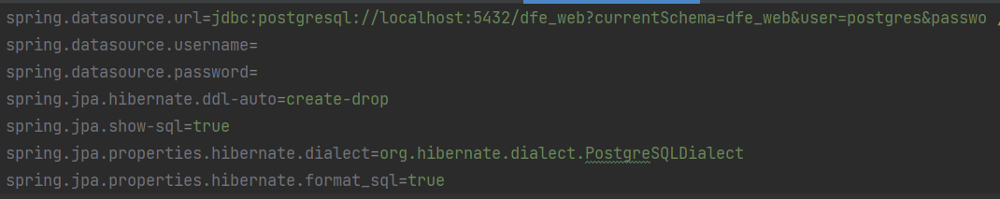 spring.datasource.url=jdbc:postgresql://localhost:5432/dfe_web?currentSchema=dfe_web&user=postgres&passwo
spring.datasource.username=
spring.datasource.password=
spring.jpa.hibernate.ddl-auto=create-drop
spring.jpa.show-sql=true
spring.jpa.properties.hibernate.dialect=org.hibernate.dialect.PostgreSQLDialect
spring.jpa.properties.hibernate.format_sql=true